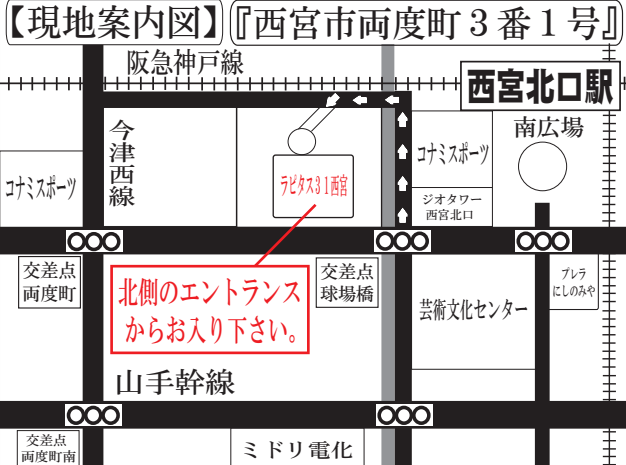 【現地案内図】『西宮市両度町3番1号』
阪急神戸線
西宮北口駅
今津西線
南広場
コナミスポーツ
コナミスポーツ
ラピタス31西宮
ジオタワー
西宮北口
交差点
両度町
北側のエントランス
からお入り下さい。
交差点
球場橋
芸術文化センター
プレラ
にしのみや
山手幹線
交差点
両度町南
ミドリ電化